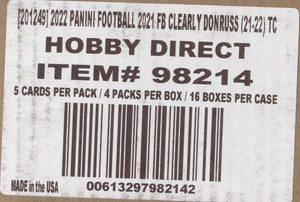 [201249] 2022 PANINI FOOTBALL 2021 FB CLEARLY DONRUSS (21-22) TC
HOBBY DIRECT
ITEM# 98214
5 CARDS PER PACK / 4 PACKS PER BOX / 16 BOXES PER CASE
MADE in the USA
00613297982142